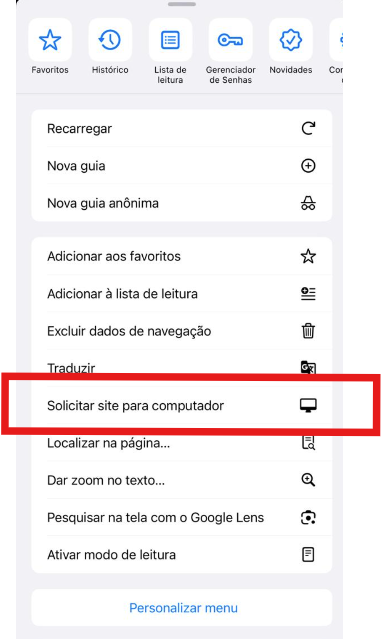 Favoritos
Histórico
Lista de
leitura
Gerenciador
de Senhas
Novidades
Con
Recarregar
Nova guia
Nova guia anônima
Adicionar aos favoritos
Adicionar à lista de leitura
Excluir dados de navegação
Traduzir
Solicitar site para computador
Localizar na página...
Dar zoom no texto...
Pesquisar na tela com o Google Lens
Ativar modo de leitura
Personalizar menu